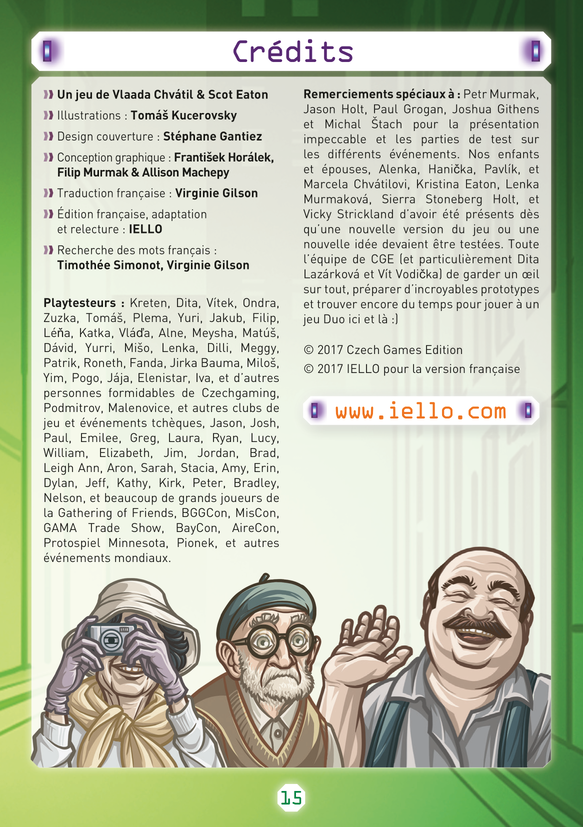 Crédits
Un jeu de Vlaada Chvátil & Scot Eaton
Illustrations : Tomáš Kucerovsky
Design couverture : Stéphane Gantiez
Conception graphique : František Horálek,
Filip Murmak & Allison Machepy
Traduction française : Virginie Gilson
Édition française, adaptation
et relecture : IELLO
Recherche des mots français :
Timothée Simonot, Virginie Gilson
Playtesteurs : Kreten, Dita, Vítek, Ondra,
Zuzka, Tomáš, Plema, Yuri, Jakub, Filip,
Léňa, Katka, Vláďa, Alne, Meysha, Matúš,
Dávid, Yurri, Mišo, Lenka, Dilli, Meggy,
Patrik, Roneth, Fanda, Jirka Bauma, Miloš,
Yim, Pogo, Jája, Elenistar, Iva, et d'autres
personnes formidables de Czechgaming,
Podmitrov, Malenovice, et autres clubs de
jeu et événements tchèques, Jason, Josh,
Paul, Emilee, Greg, Laura, Ryan, Lucy,
William, Elizabeth, Jim, Jordan, Brad,
Leigh Ann, Aron, Sarah, Stacia, Amy, Erin,
Dylan, Jeff, Kathy, Kirk, Peter, Bradley,
Nelson, et beaucoup de grands joueurs de
la Gathering of Friends, BGGCon, MisCon,
GAMA Trade Show, BayCon, AireCon,
Protospiel Minnesota, Pionek, et autres
événements mondiaux.
Remerciements spéciaux à : Petr Murmak,
Jason Holt, Paul Grogan, Joshua Githens
et Michal Štach pour la présentation
impeccable et les parties de test sur
les différents événements. Nos enfants
et épouses, Alenka, Hanička, Pavlík, et
Marcela Chvátilovi, Kristina Eaton, Lenka
Murmaková, Sierra Stoneberg Holt, et
Vicky Strickland d'avoir été présents dès
qu'une nouvelle version du jeu ou une
nouvelle idée devaient être testées. Toute
l'équipe de CGE (et particulièrement Dita
Lazárková et Vít Vodička) de garder un œil
sur tout, préparer d'incroyables prototypes
et trouver encore du temps pour jouer à un
jeu Duo ici et là :)
© 2017 Czech Games Edition
© 2017 IELLO pour la version française
www.iello.com
15